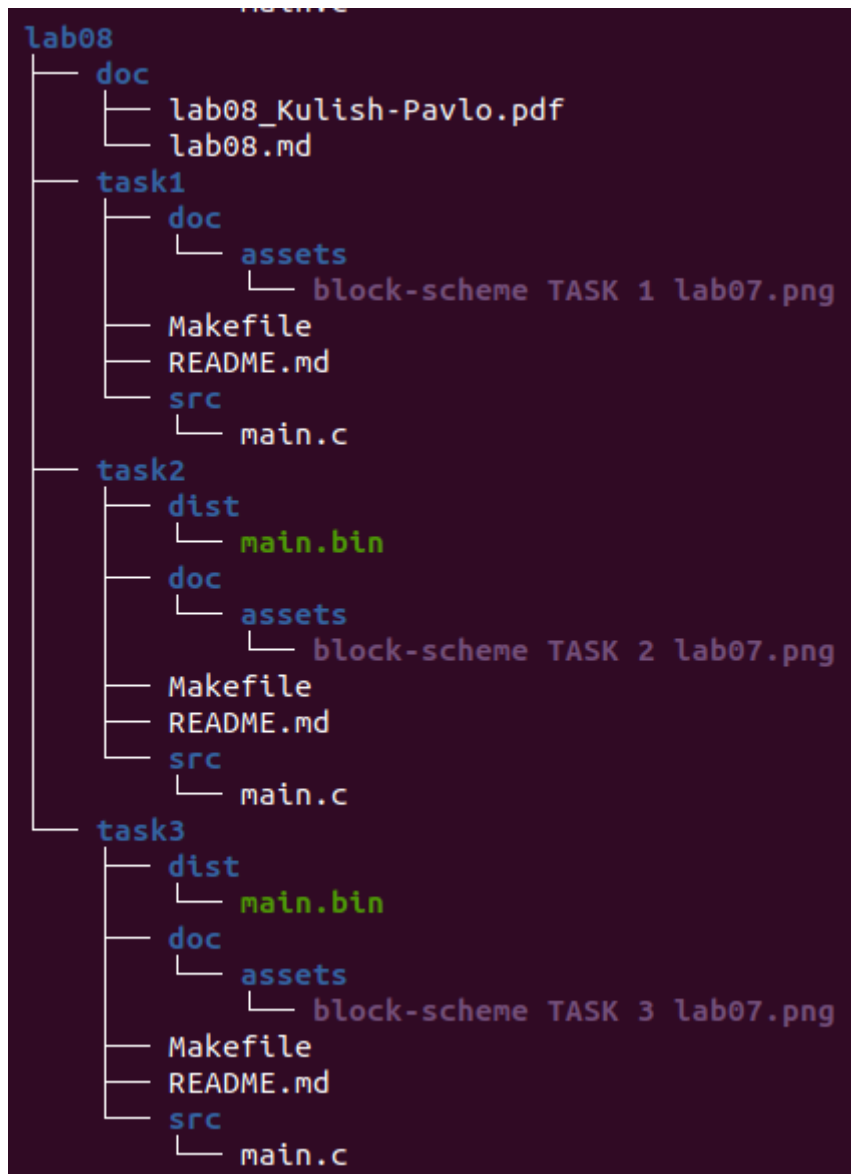 lab08
├── doc
│   ├── lab08_Kulish-Pavlo.pdf
│   └── lab08.md
├── task1
│   ├── doc
│   │   └── assets
│   │       └── block-scheme TASK 1 lab07.png
│   ├── Makefile
│   ├── README.md
│   └── src
│       └── main.c
├── task2
│   ├── dist
│   │   └── main.bin
│   ├── doc
│   │   └── assets
│   │       └── block-scheme TASK 2 lab07.png
│   ├── Makefile
│   ├── README.md
│   └── src
│       └── main.c
└── task3
    ├── dist
    │   └── main.bin
    ├── doc
    │   └── assets
    │       └── block-scheme TASK 3 lab07.png
    ├── Makefile
    ├── README.md
    └── src
        └── main.c